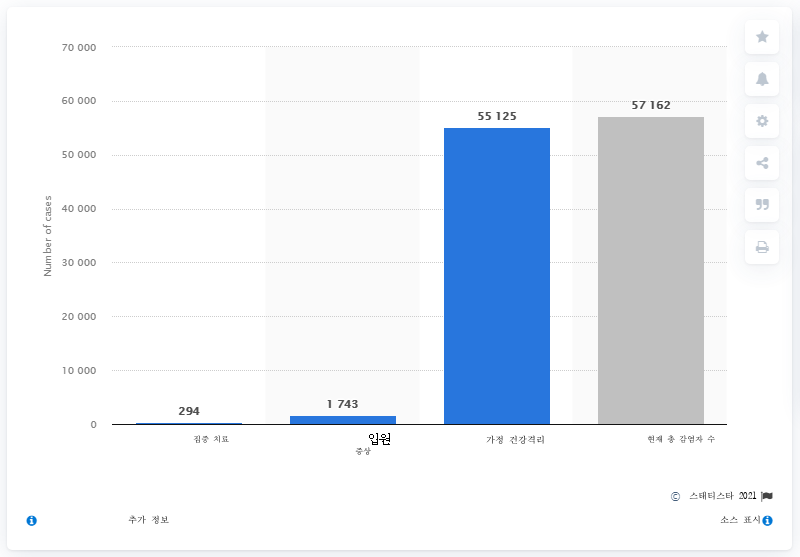 70 000
60 000
50 000
40 000
30 000
20 000
10 000
0
Number of cases
294
1 743
55 125
57 162
집중 치료
입원
증상
가정 건강격리
현재 총 감염자 수
© 스태티스타 2021
추가 정보
소스 표시